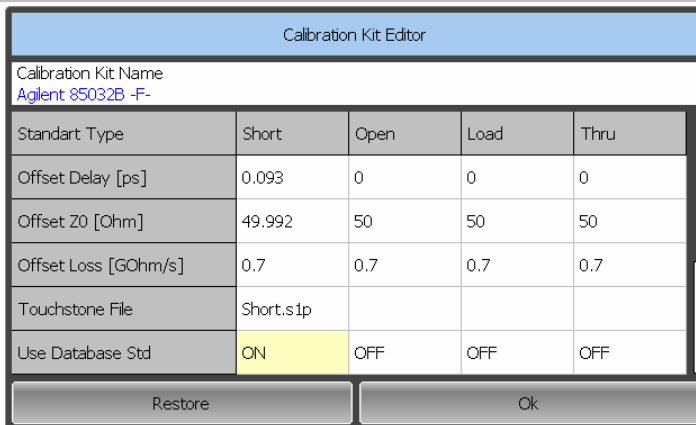 Calibration Kit Editor
Calibration Kit Name
Agilent 85032B -F-
Standart Type Short Open Load Thru
Offset Delay [ps] 0.093 0 0 0
Offset Z0 [Ohm] 49.992 50 50 50
Offset Loss [GOhm/s] 0.7 0.7 0.7 0.7
Touchstone File Short.s1p
Use Database Std ON OFF OFF OFF
Restore Ok